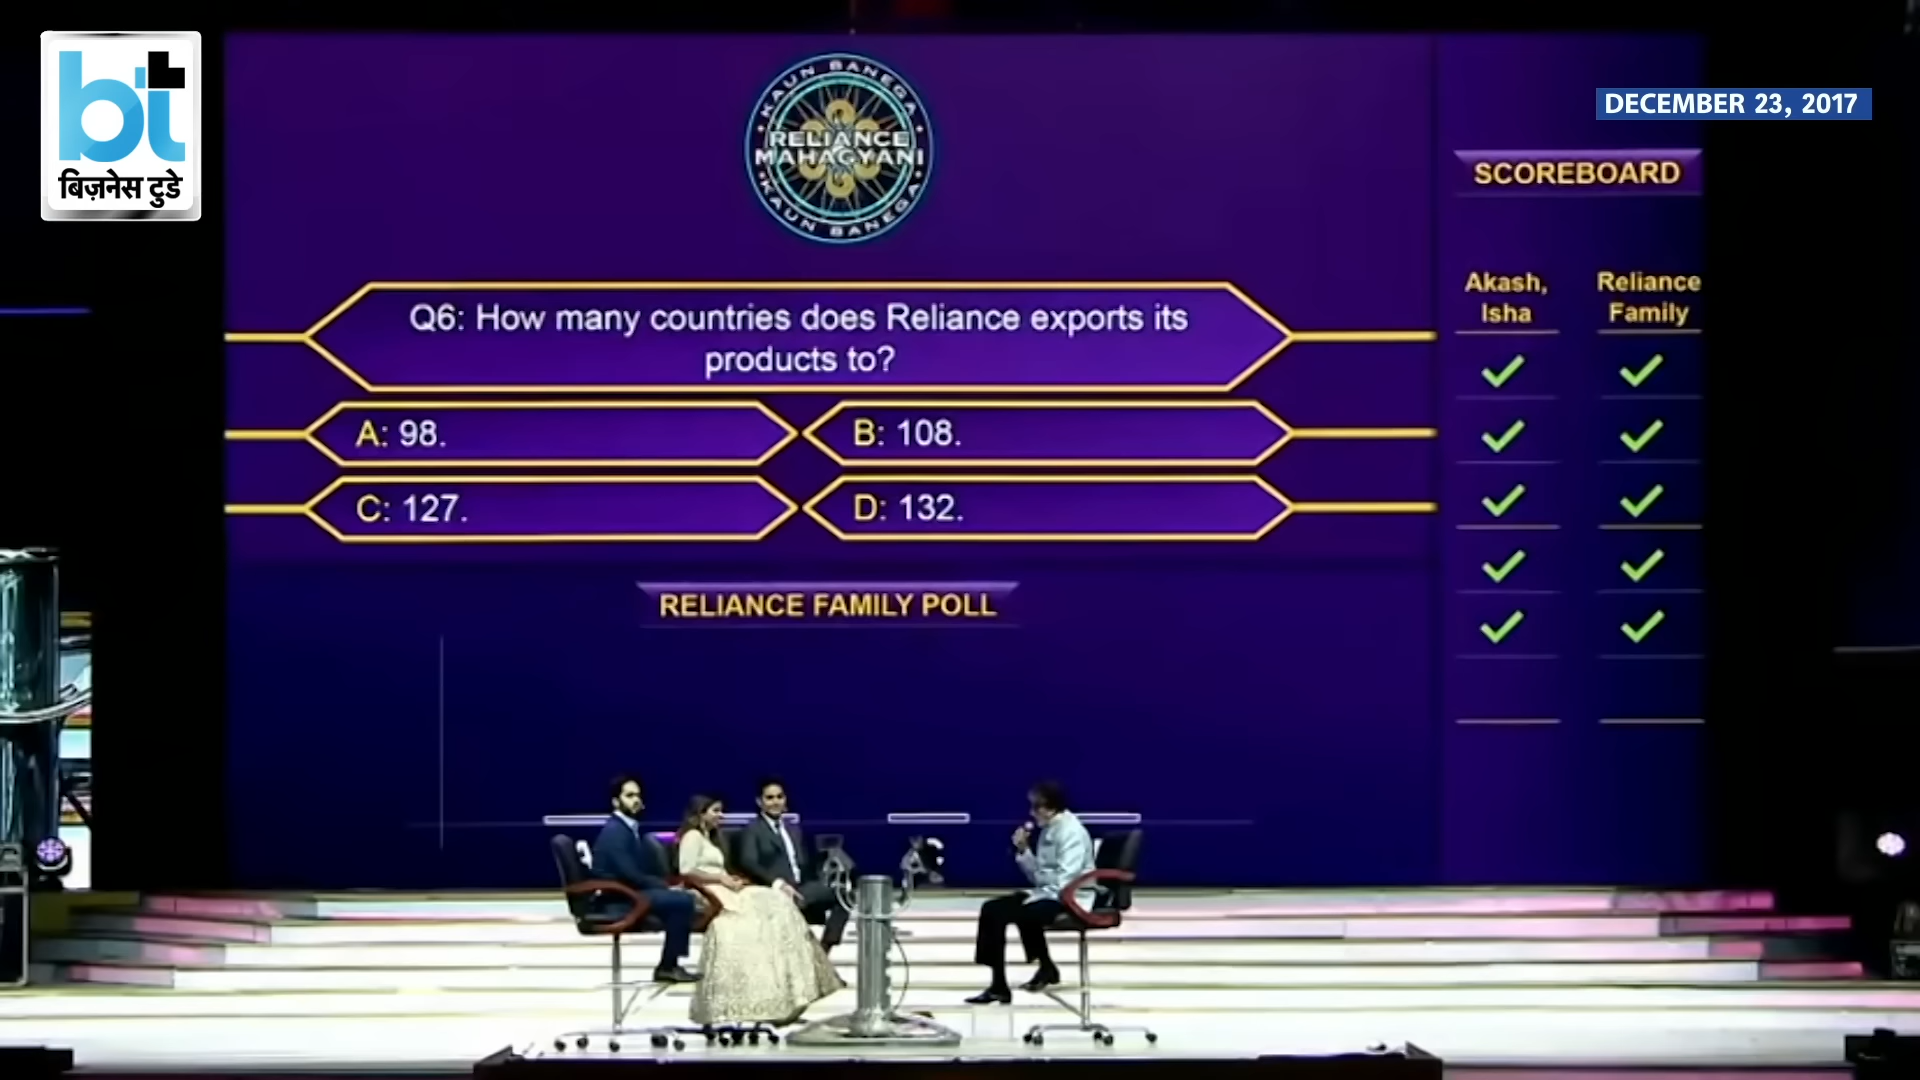 bt
बिज़नेस टुडे
DECEMBER 23, 2017
KAUN BANEGA
RELIANCE
MAHAGYANI
KAUN BANEGA
SCOREBOARD
Akash,
Isha
Reliance
Family
Q6: How many countries does Reliance exports its
products to?
A: 98.
B: 108.
C: 127.
D: 132.
RELIANCE FAMILY POLL